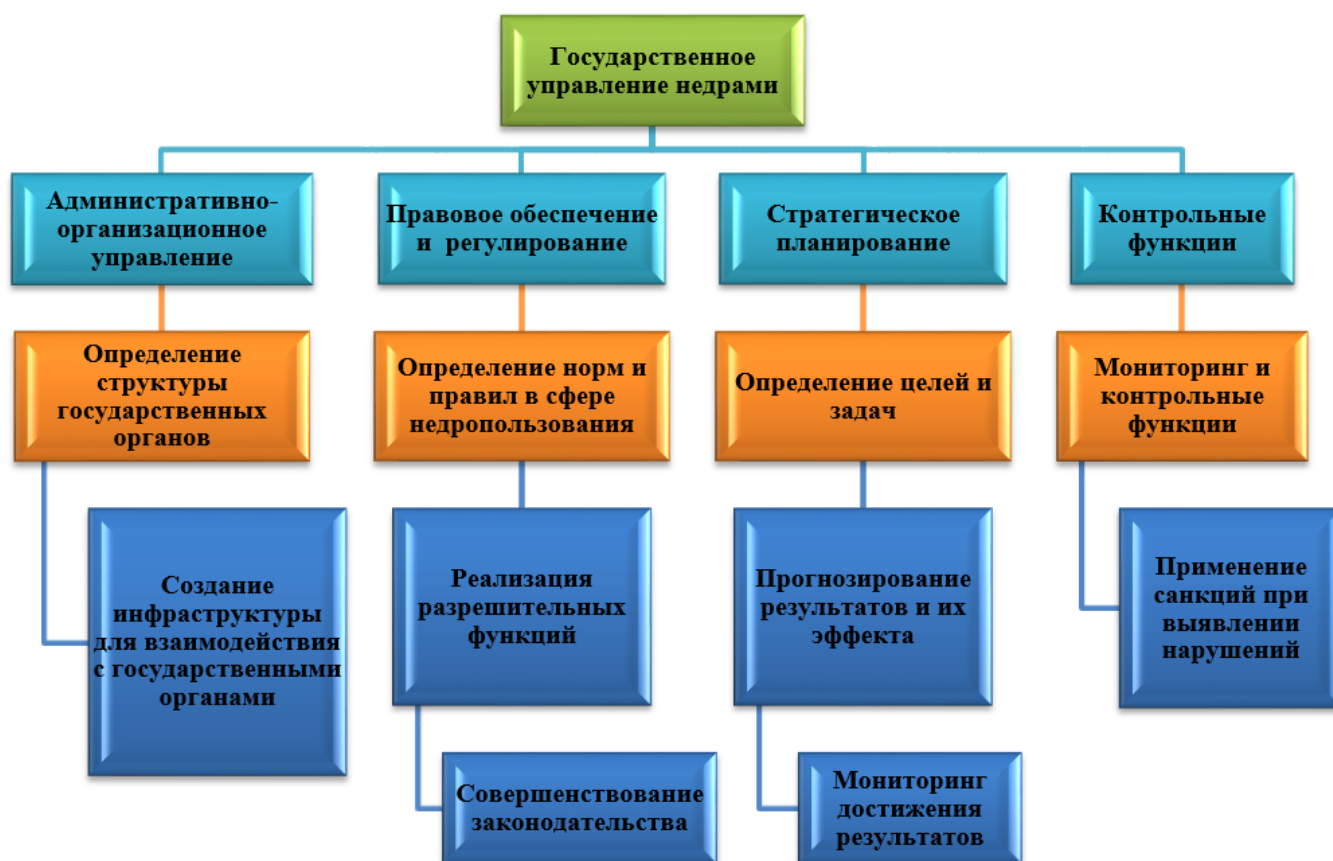 Государственное
управление недрами
Административно-
организационное
управление
Правовое обеспечение
и регулирование
Стратегическое
планирование
Контрольные
функции
Определение
структуры
государственных
органов
Определение норм и
правил в сфере
недропользования
Определение целей и
задач
Мониторинг и
контрольные
функции
Создание
инфраструктуры
для взаимодействия
с государственными
органами
Реализация
разрешительных
функций
Прогнозирование
результатов и их
эффекта
Применение
санкций при
выявлении
нарушений
Совершенствование
законодательства
Мониторинг
достижения
результатов